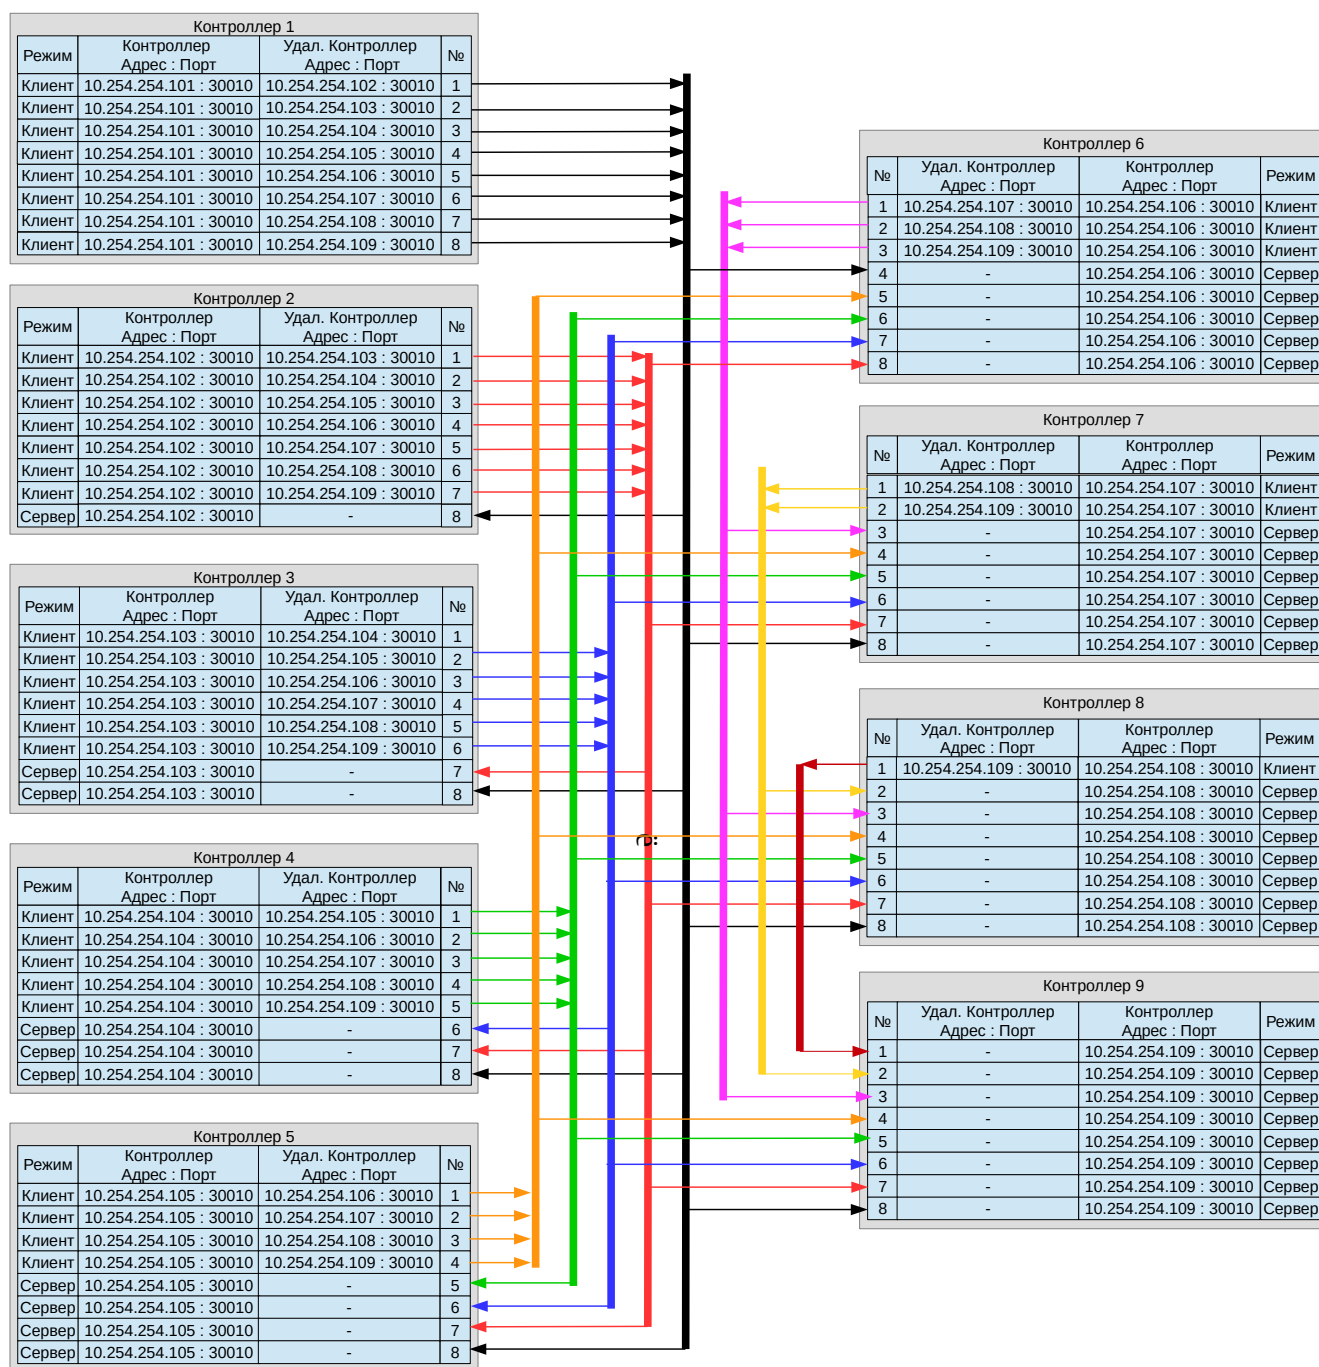 Контроллер 1
Режим Контроллер Адрес : Порт Удал. Контроллер Адрес : Порт №
Клиент 10.254.254.101 : 30010 10.254.254.102 : 30010 1
Клиент 10.254.254.101 : 30010 10.254.254.103 : 30010 2
Клиент 10.254.254.101 : 30010 10.254.254.104 : 30010 3
Клиент 10.254.254.101 : 30010 10.254.254.105 : 30010 4
Клиент 10.254.254.101 : 30010 10.254.254.106 : 30010 5
Клиент 10.254.254.101 : 30010 10.254.254.107 : 30010 6
Клиент 10.254.254.101 : 30010 10.254.254.108 : 30010 7
Клиент 10.254.254.101 : 30010 10.254.254.109 : 30010 8
Контроллер 2
Режим Контроллер Адрес : Порт Удал. Контроллер Адрес : Порт №
Клиент 10.254.254.102 : 30010 10.254.254.103 : 30010 1
Клиент 10.254.254.102 : 30010 10.254.254.104 : 30010 2
Клиент 10.254.254.102 : 30010 10.254.254.105 : 30010 3
Клиент 10.254.254.102 : 30010 10.254.254.106 : 30010 4
Клиент 10.254.254.102 : 30010 10.254.254.107 : 30010 5
Клиент 10.254.254.102 : 30010 10.254.254.108 : 30010 6
Клиент 10.254.254.102 : 30010 10.254.254.109 : 30010 7
Сервер 10.254.254.102 : 30010 - 8
Контроллер 3
Режим Контроллер Адрес : Порт Удал. Контроллер Адрес : Порт №
Клиент 10.254.254.103 : 30010 10.254.254.104 : 30010 1
Клиент 10.254.254.103 : 30010 10.254.254.105 : 30010 2
Клиент 10.254.254.103 : 30010 10.254.254.106 : 30010 3
Клиент 10.254.254.103 : 30010 10.254.254.107 : 30010 4
Клиент 10.254.254.103 : 30010 10.254.254.108 : 30010 5
Клиент 10.254.254.103 : 30010 10.254.254.109 : 30010 6
Сервер 10.254.254.103 : 30010 - 7
Сервер 10.254.254.103 : 30010 - 8
Контроллер 4
Режим Контроллер Адрес : Порт Удал. Контроллер Адрес : Порт №
Клиент 10.254.254.104 : 30010 10.254.254.105 : 30010 1
Клиент 10.254.254.104 : 30010 10.254.254.106 : 30010 2
Клиент 10.254.254.104 : 30010 10.254.254.107 : 30010 3
Клиент 10.254.254.104 : 30010 10.254.254.108 : 30010 4
Клиент 10.254.254.104 : 30010 10.254.254.109 : 30010 5
Сервер 10.254.254.104 : 30010 - 6
Сервер 10.254.254.104 : 30010 - 7
Сервер 10.254.254.104 : 30010 - 8
Контроллер 5
Режим Контроллер Адрес : Порт Удал. Контроллер Адрес : Порт №
Клиент 10.254.254.105 : 30010 10.254.254.106 : 30010 1
Клиент 10.254.254.105 : 30010 10.254.254.107 : 30010 2
Клиент 10.254.254.105 : 30010 10.254.254.108 : 30010 3
Клиент 10.254.254.105 : 30010 10.254.254.109 : 30010 4
Сервер 10.254.254.105 : 30010 - 5
Сервер 10.254.254.105 : 30010 - 6
Сервер 10.254.254.105 : 30010 - 7
Сервер 10.254.254.105 : 30010 - 8
Контроллер 6
№ Удал. Контроллер Адрес : Порт Контроллер Адрес : Порт Режим
1 10.254.254.107 : 30010 10.254.254.106 : 30010 Клиент
2 10.254.254.108 : 30010 10.254.254.106 : 30010 Клиент
3 10.254.254.109 : 30010 10.254.254.106 : 30010 Клиент
4 - 10.254.254.106 : 30010 Сервер
5 - 10.254.254.106 : 30010 Сервер
6 - 10.254.254.106 : 30010 Сервер
7 - 10.254.254.106 : 30010 Сервер
8 - 10.254.254.106 : 30010 Сервер
Контроллер 7
№ Удал. Контроллер Адрес : Порт Контроллер Адрес : Порт Режим
1 10.254.254.108 : 30010 10.254.254.107 : 30010 Клиент
2 10.254.254.109 : 30010 10.254.254.107 : 30010 Клиент
3 - 10.254.254.107 : 30010 Сервер
4 - 10.254.254.107 : 30010 Сервер
5 - 10.254.254.107 : 30010 Сервер
6 - 10.254.254.107 : 30010 Сервер
7 - 10.254.254.107 : 30010 Сервер
8 - 10.254.254.107 : 30010 Сервер
Контроллер 8
№ Удал. Контроллер Адрес : Порт Контроллер Адрес : Порт Режим
1 10.254.254.109 : 30010 10.254.254.108 : 30010 Клиент
2 - 10.254.254.108 : 30010 Сервер
3 - 10.254.254.108 : 30010 Сервер
4 - 10.254.254.108 : 30010 Сервер
5 - 10.254.254.108 : 30010 Сервер
6 - 10.254.254.108 : 30010 Сервер
7 - 10.254.254.108 : 30010 Сервер
8 - 10.254.254.108 : 30010 Сервер
Контроллер 9
№ Удал. Контроллер Адрес : Порт Контроллер Адрес : Порт Режим
1 - 10.254.254.109 : 30010 Сервер
2 - 10.254.254.109 : 30010 Сервер
3 - 10.254.254.109 : 30010 Сервер
4 - 10.254.254.109 : 30010 Сервер
5 - 10.254.254.109 : 30010 Сервер
6 - 10.254.254.109 : 30010 Сервер
7 - 10.254.254.109 : 30010 Сервер
8 - 10.254.254.109 : 30010 Сервер